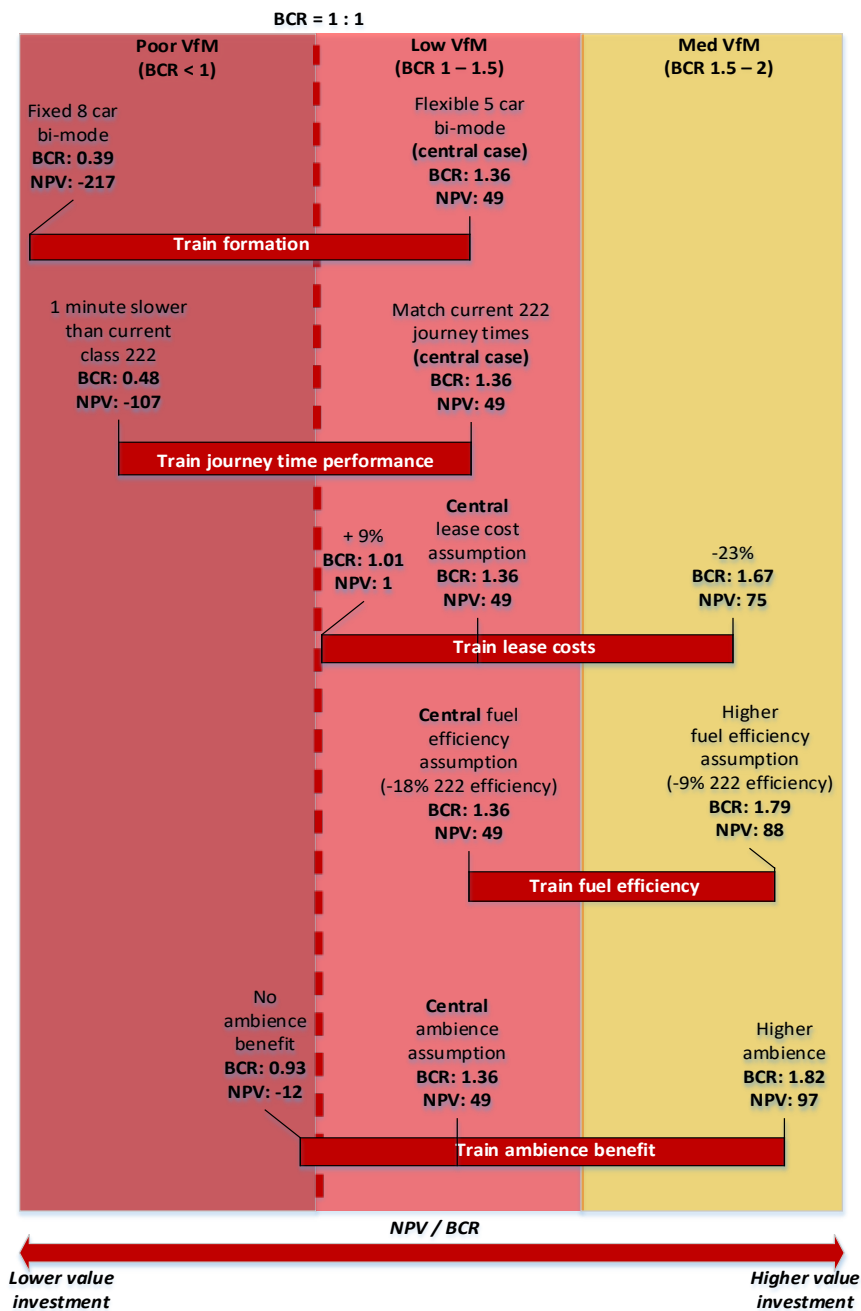 BCR = 1 : 1
Poor VfM
(BCR < 1)
Low VfM
(BCR 1 – 1.5)
Med VfM
(BCR 1.5 – 2)
Fixed 8 car
bi-mode
BCR: 0.39
NPV: -217
Flexible 5 car
bi-mode
(central case)
BCR: 1.36
NPV: 49
Train formation
1 minute slower
than current
class 222
BCR: 0.48
NPV: -107
Match current 222
journey times
(central case)
BCR: 1.36
NPV: 49
Train journey time performance
+ 9%
BCR: 1.01
NPV: 1
Central
lease cost
assumption
BCR: 1.36
NPV: 49
-23%
BCR: 1.67
NPV: 75
Train lease costs
Central fuel
efficiency
assumption
(-18% 222 efficiency)
BCR: 1.36
NPV: 49
Higher
fuel efficiency
assumption
(-9% 222 efficiency)
BCR: 1.79
NPV: 88
Train fuel efficiency
No
ambience
benefit
BCR: 0.93
NPV: -12
Central
ambience
assumption
BCR: 1.36
NPV: 49
Higher
ambience
BCR: 1.82
NPV: 97
Train ambience benefit
NPV / BCR
Lower value
investment
Higher value
investment